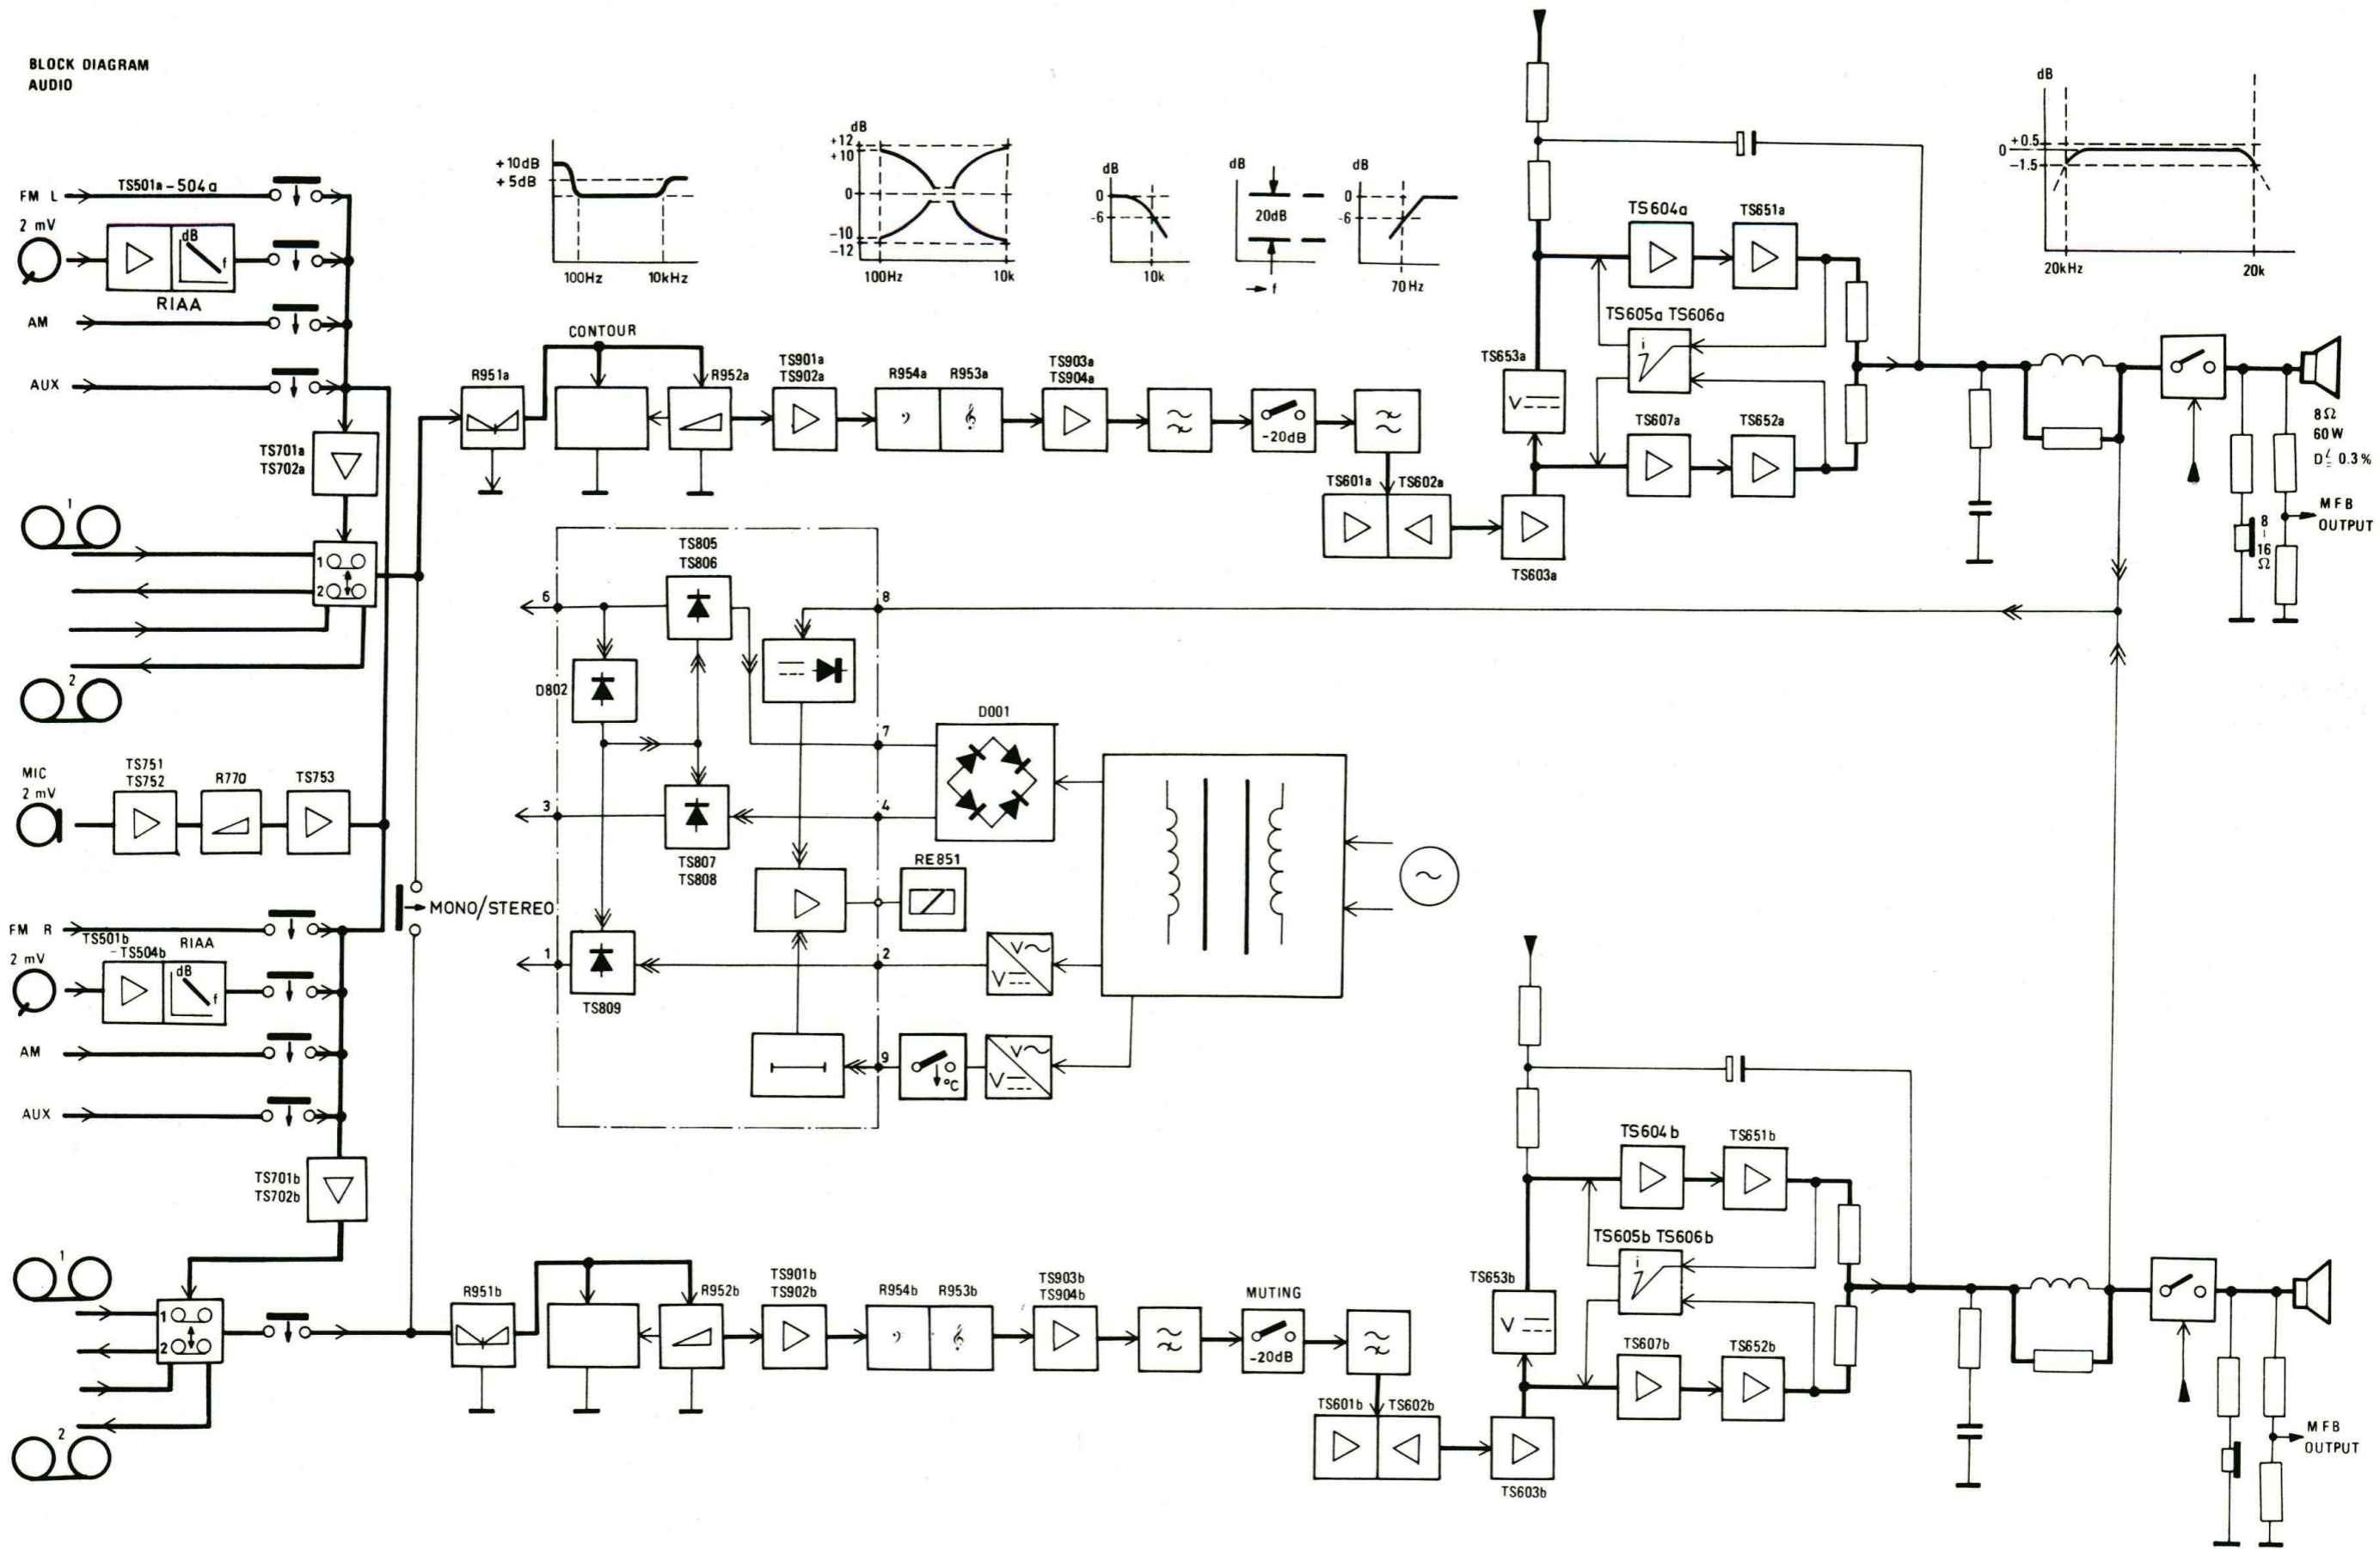 BLOCK DIAGRAM
AUDIO
FM L
TS501a-504a
2 mV
dB
f
RIAA
AM
AUX
TS701a
TS702a
1
1
2
2
+10dB
+5dB
100Hz
10kHz
dB
+12
+10
0
-10
-12
100Hz
10k
dB
0
-6
10k
dB
20dB
f
dB
0
-6
70Hz
CONTOUR
R951a
R952a
TS901a
TS902a
R954a
R953a
TS903a
TS904a
-20dB
TS601a
TS602a
TS603a
TS653a
V
TS604a
TS651a
TS605a TS606a
i
TS607a
TS652a
dB
+0.5
0
-1.5
20kHz
20k
8Ω
60W
D ≤ 0.3%
MFB
OUTPUT
8
-
16
Ω
TS805
TS806
6
8
D802
7
D001
3
4
TS807
TS808
RE851
1
2
V~
V
TS809
9
°C
V~
V
~
MIC
2 mV
TS751
TS752
R770
TS753
MONO/STEREO
FM R
TS501b
-TS504b
RIAA
2 mV
dB
f
AM
AUX
TS701b
TS702b
1
1
2
2
R951b
R952b
TS901b
TS902b
R954b
R953b
TS903b
TS904b
MUTING
-20dB
TS601b
TS602b
TS603b
TS653b
V
TS604b
TS651b
TS605b TS606b
i
TS607b
TS652b
MFB
OUTPUT